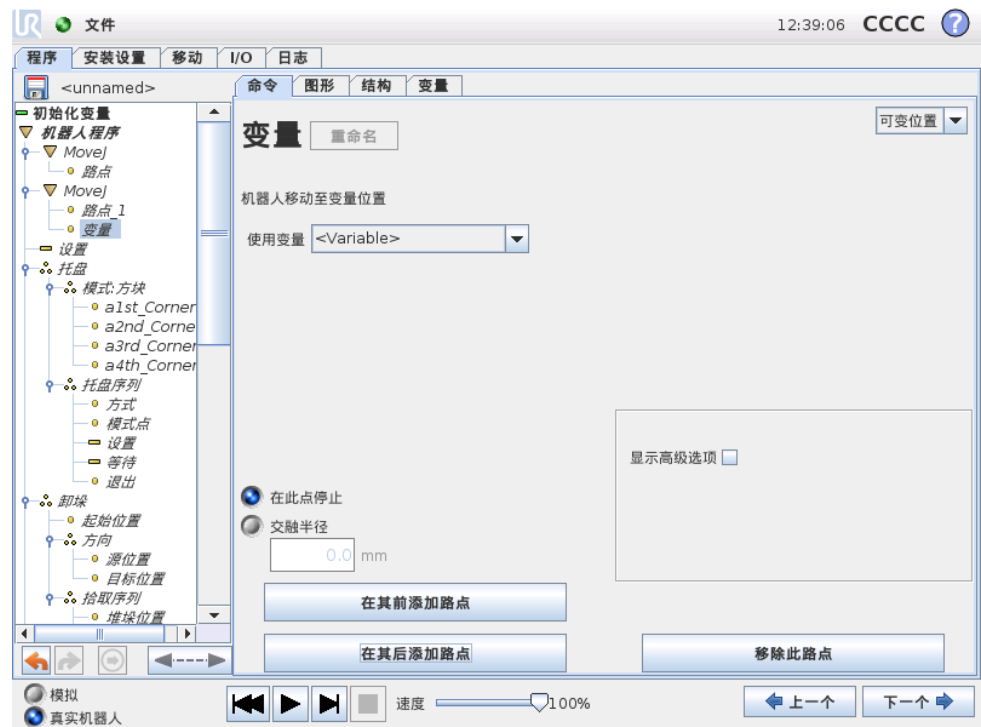 UR 文件 12:39:06 CCCC ?
程序 安装设置 移动 I/O 日志
<unnamed>
命令 图形 结构 变量
初始化变量
机器人程序
MoveJ
路点
MoveJ
路点_1
变量
设置
托盘
模式:方块
a1st_Corner
a2nd_Corne
a3rd_Corner
a4th_Corner
托盘序列
方式
模式点
设置
等待
退出
卸垛
起始位置
方向
源位置
目标位置
拾取序列
堆垛位置
变量 重命名
可变位置
机器人移动至变量位置
使用变量 <Variable>
显示高级选项
在此点停止
交融半径
0.0 mm
在其前添加路点
在其后添加路点
移除此路点
模拟
真实机器人
速度 100%
上一个 下一个